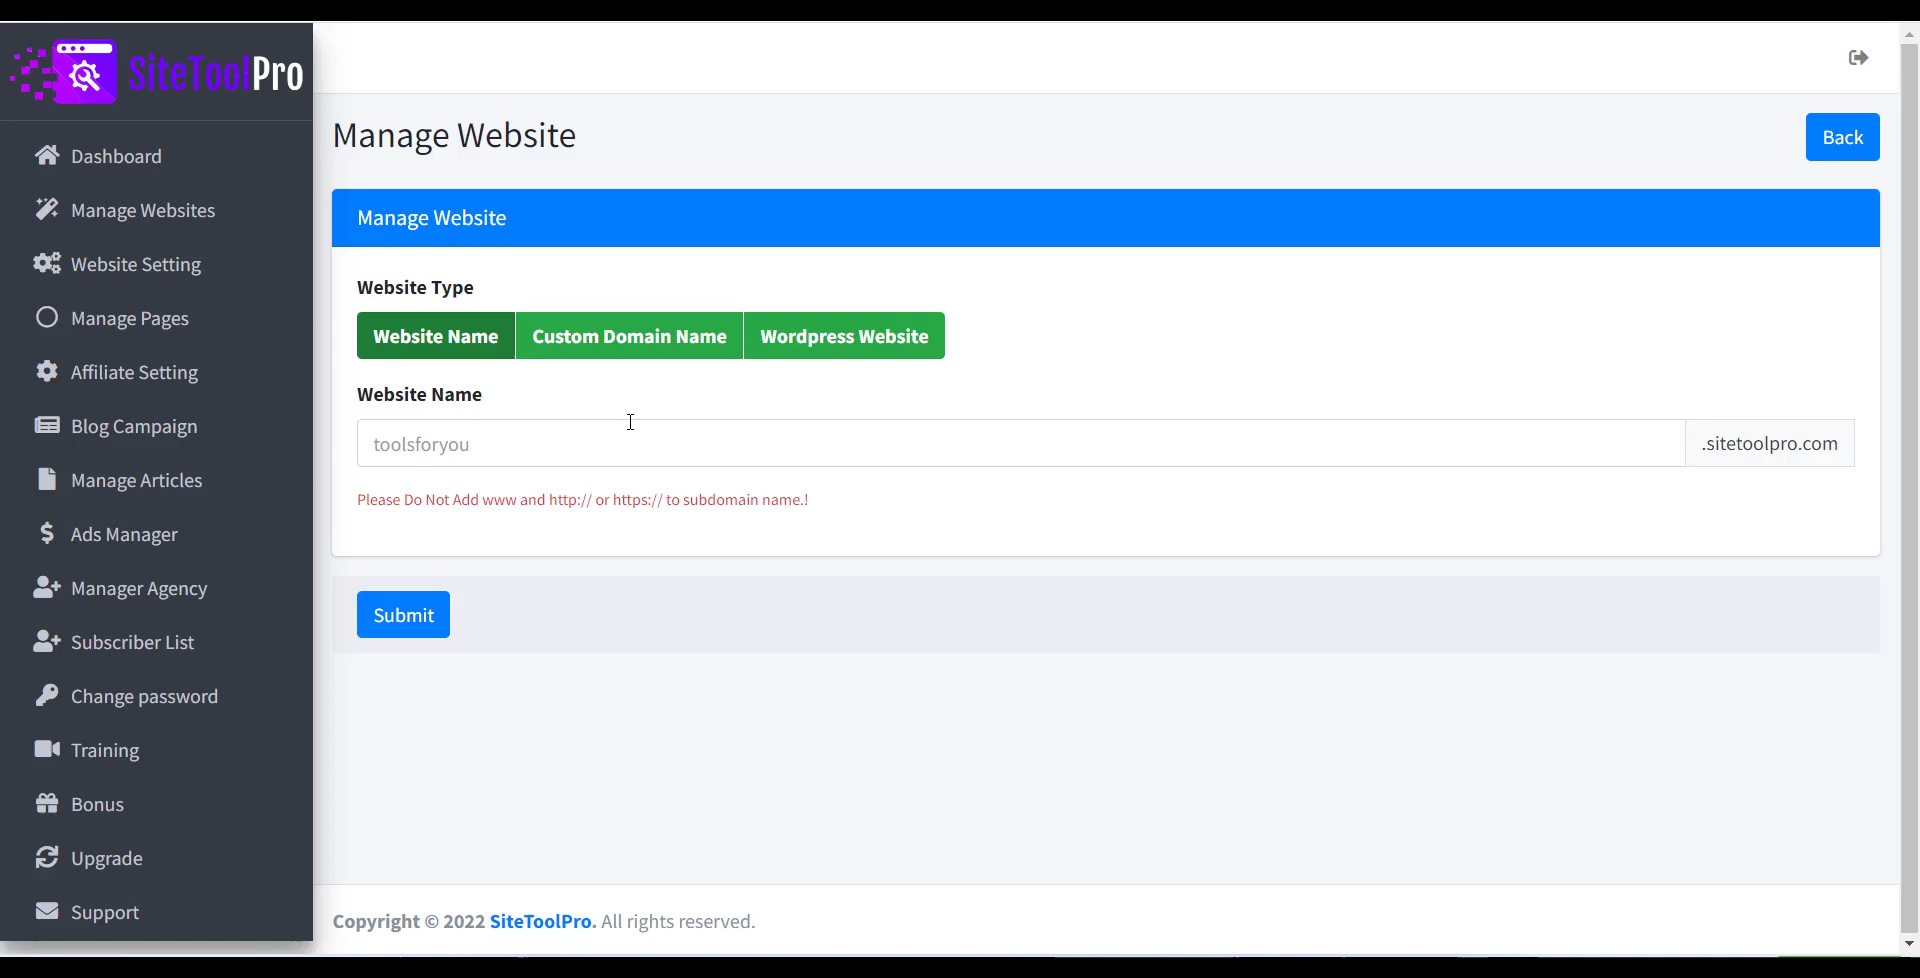 SiteToolPro
Dashboard
Manage Websites
Website Setting
Manage Pages
Affiliate Setting
Blog Campaign
Manage Articles
Ads Manager
Manager Agency
Subscriber List
Change password
Training
Bonus
Upgrade
Support
Manage Website
Back
Manage Website
Website Type
Website Name Custom Domain Name Wordpress Website
Website Name
toolsforyou .sitetoolpro.com
Please Do Not Add www and http:// or https:// to subdomain name.!
Submit
Copyright © 2022 SiteToolPro. All rights reserved.